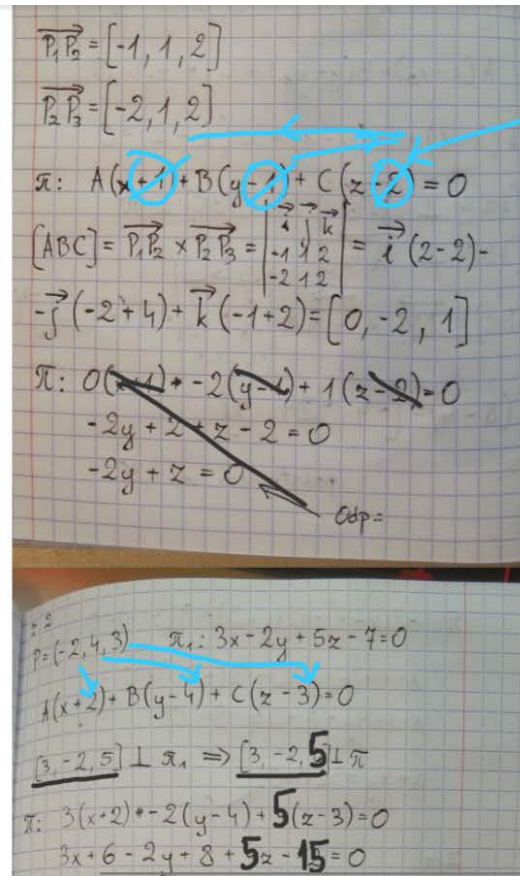 P₁P₂ = [-1, 1, 2]
P₂P₃ = [-2, 1, 2]
π: A(x+1) + B(y-1) + C(z-2) = 0
[ABC] = P₁P₂ × P₂P₃ = | i j k | = i (2-2) -
-1 1 2
-2 1 2
- j (-2+4) + k (-1+2) = [0, -2, 1]
π: 0(x+1) + -2(y-1) + 1(z-2) = 0
-2y + 2 + z - 2 = 0
-2y + z = 0
P=(-2, 4, 3) π₁: 3x - 2y + 5z - 7 = 0
A(x+2) + B(y-4) + C(z-3) = 0
[3, -2, 5] ⊥ π₁ ⇒ [3, -2, 5] ⊥ π
π: 3(x+2) + -2(y-4) + 5(z-3) = 0
3x + 6 - 2y + 8 + 5z - 15 = 0